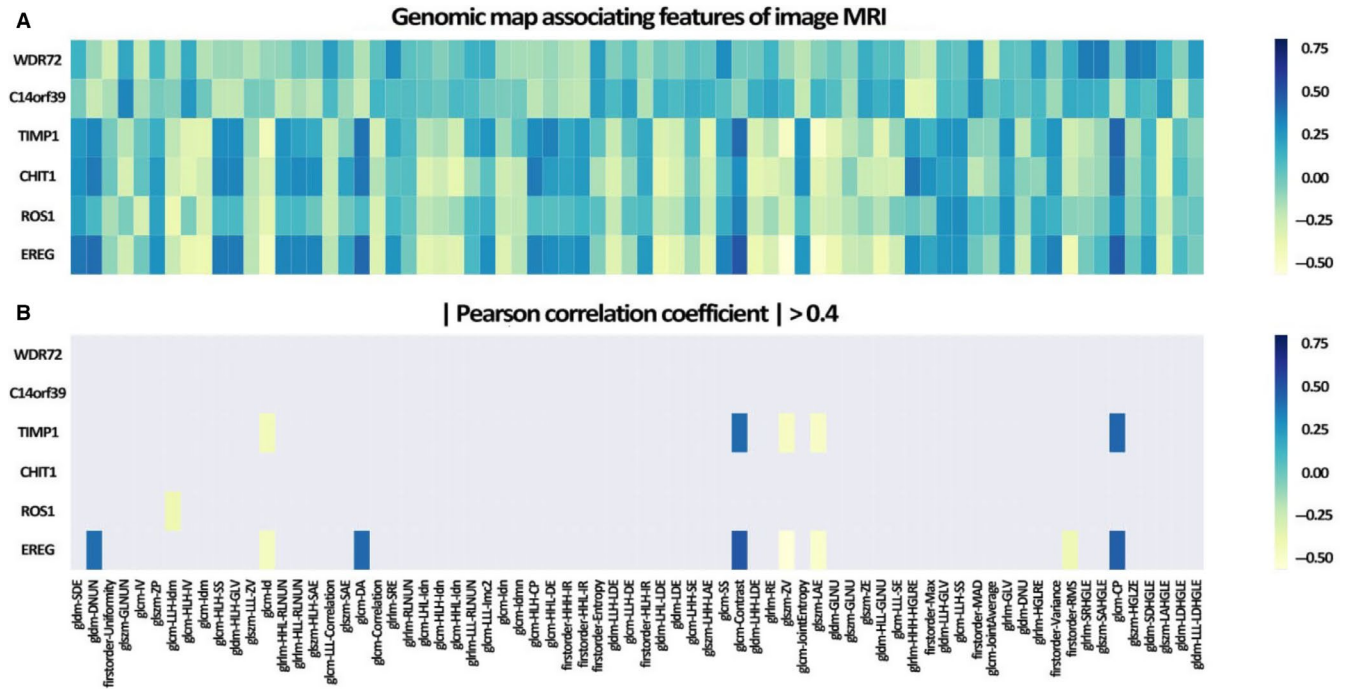 A
Genomic map associating features of image MRI
WDR72
C14orf39
TIMP1
CHIT1
ROS1
EREG
0.75
0.50
0.25
0.00
−0.25
−0.50
B
| Pearson correlation coefficient | > 0.4
WDR72
C14orf39
TIMP1
CHIT1
ROS1
EREG
0.75
0.50
0.25
0.00
−0.25
−0.50
gldm-SDE
gldm-DNUN
firstorder-Uniformity
glszm-GLNUN
glcm-IV
glszm-ZP
glcm-LLH-Idm
glcm-HLH-IV
glcm-Idm
glcm-HLH-SS
gldm-HLH-GLV
glszm-LLL-ZV
glcm-Id
glrlm-HHL-RLNUN
glrlm-HLL-RLNUN
glszm-HLH-SAE
glcm-LLL-Correlation
glszm-SAE
glcm-DA
glcm-Correlation
glrlm-SRE
glrlm-RLNUN
glcm-LHL-Idn
glcm-HLH-Idn
glcm-HHL-Idn
glrlm-LLL-RLNUN
glcm-LLL-Imc2
glcm-Idn
glcm-Idmn
glcm-HLH-CP
glcm-HHL-DE
firstorder-HHH-IR
firstorder-HHL-IR
firstorder-Entropy
gldm-LLH-LDE
gldm-LLH-DE
firstorder-HLH-IR
gldm-LHL-LDE
gldm-LDE
glcm-LHH-SE
glszm-LHH-LAE
glcm-SS
glcm-Contrast
gldm-LHH-LDE
glrlm-RE
glszm-ZV
glcm-JointEntropy
glszm-LAE
gldm-GLNU
glszm-GLNU
glszm-ZE
gldm-HLL-GLNU
glcm-LLL-SE
glrlm-HHH-HGLRE
firstorder-Max
gldm-LLH-GLV
glcm-LLH-SS
firstorder-MAD
glcm-JointAverage
glrlm-GLV
gldm-DNU
glrlm-HGLRE
firstorder-Variance
firstorder-RMS
glrlm-SRHGLE
glszm-SAHGLE
glcm-CP
glszm-HGLZE
gldm-SDHGLE
glszm-LAHGLE
gldm-LDHGLE
gldm-LLL-LDHGLE